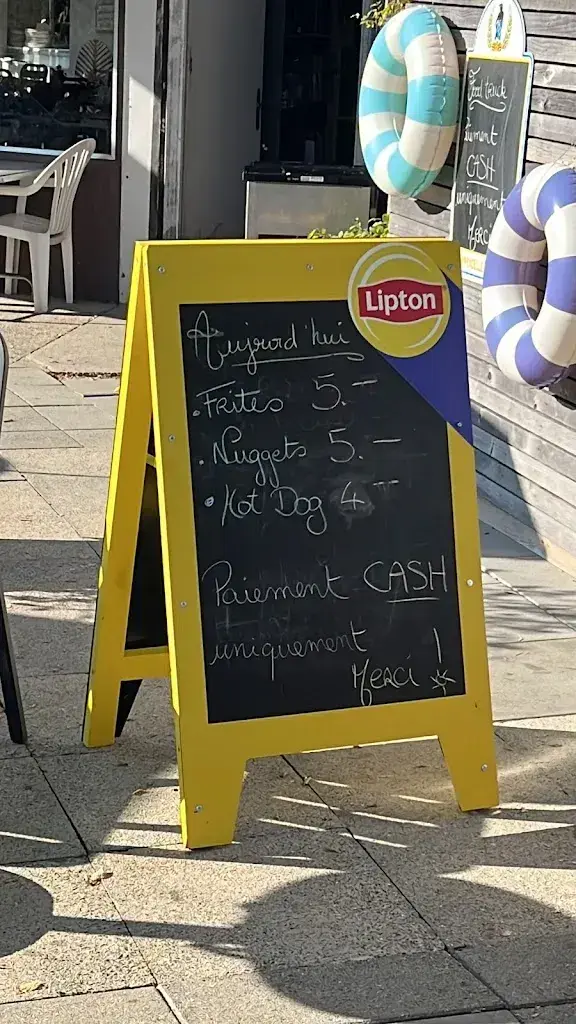 Lipton
Aujourd'hui
. Frites 5.-
. Nuggets 5.-
. Hot Dog 4.-
Paiement CASH
uniquement !
Merci
Food truck
Paiement
CASH
uniquement
Merci